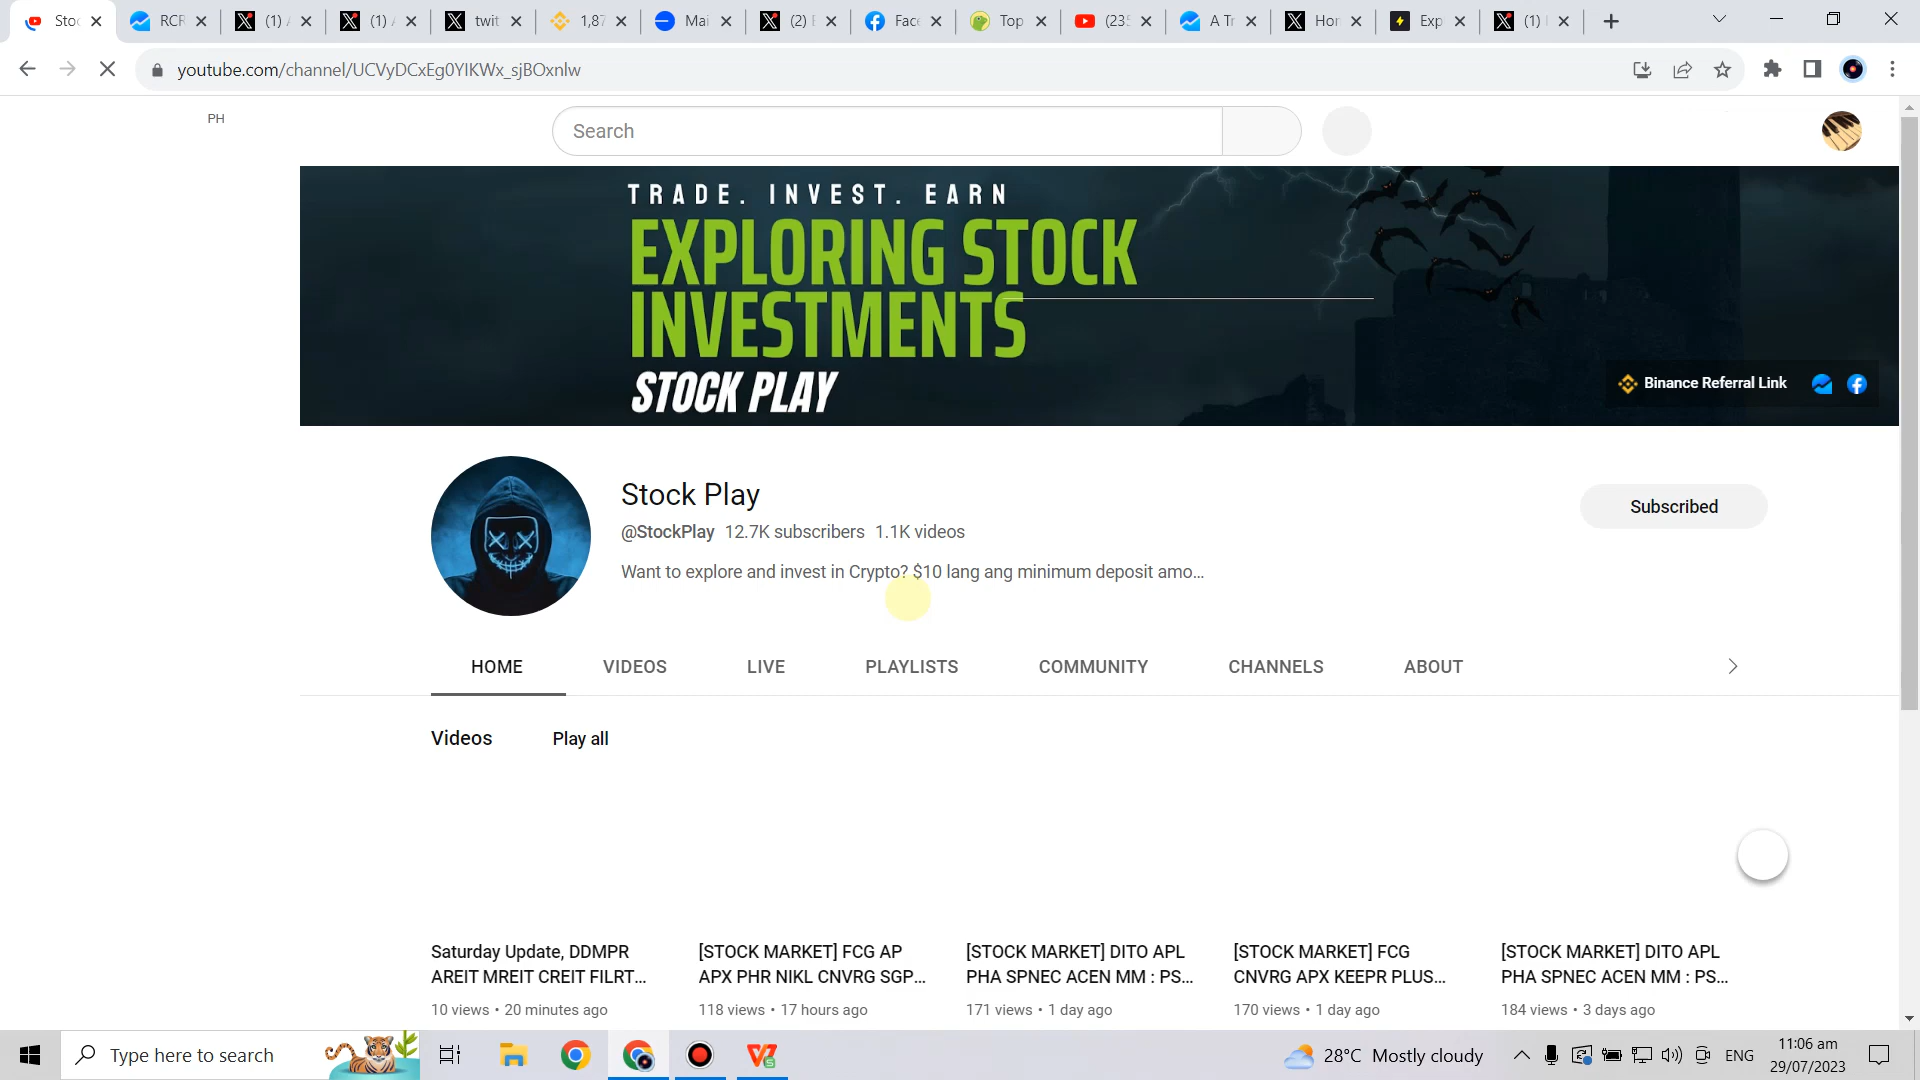 Stoc
RCR
(1) /
(1) /
twit
1,87
Mai
(2) E
Face
Top
(235
A Tr
Hor
Exp
(1) I
youtube.com/channel/UCVyDCxEg0YIKWx_sjBOxnlw
PH
Search
TRADE. INVEST. EARN
EXPLORING STOCK
INVESTMENTS
STOCK PLAY
Binance Referral Link
Stock Play
@StockPlay 12.7K subscribers 1.1K videos
Want to explore and invest in Crypto? $10 lang ang minimum deposit amo...
Subscribed
HOME VIDEOS LIVE PLAYLISTS COMMUNITY CHANNELS ABOUT
Videos Play all
Saturday Update, DDMPR
AREIT MREIT CREIT FILRT...
10 views • 20 minutes ago
[STOCK MARKET] FCG AP
APX PHR NIKL CNVRG SGP...
118 views • 17 hours ago
[STOCK MARKET] DITO APL
PHA SPNEC ACEN MM : PS...
171 views • 1 day ago
[STOCK MARKET] FCG
CNVRG APX KEEPR PLUS...
170 views • 1 day ago
[STOCK MARKET] DITO APL
PHA SPNEC ACEN MM : PS...
184 views • 3 days ago
Type here to search
28°C Mostly cloudy
ENG
11:06 am
29/07/2023